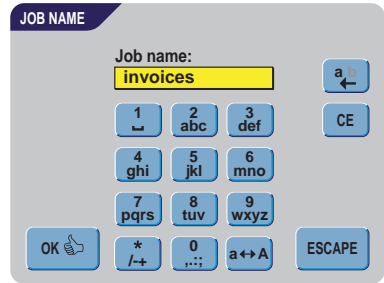 JOB NAME
Job name:
invoices
ab
1 2 3
␣ abc def
CE
4 5 6
ghi jkl mno
7 8 9
pqrs tuv wxyz
OK * 0 a↔A ESCAPE
/-+ ,.:;